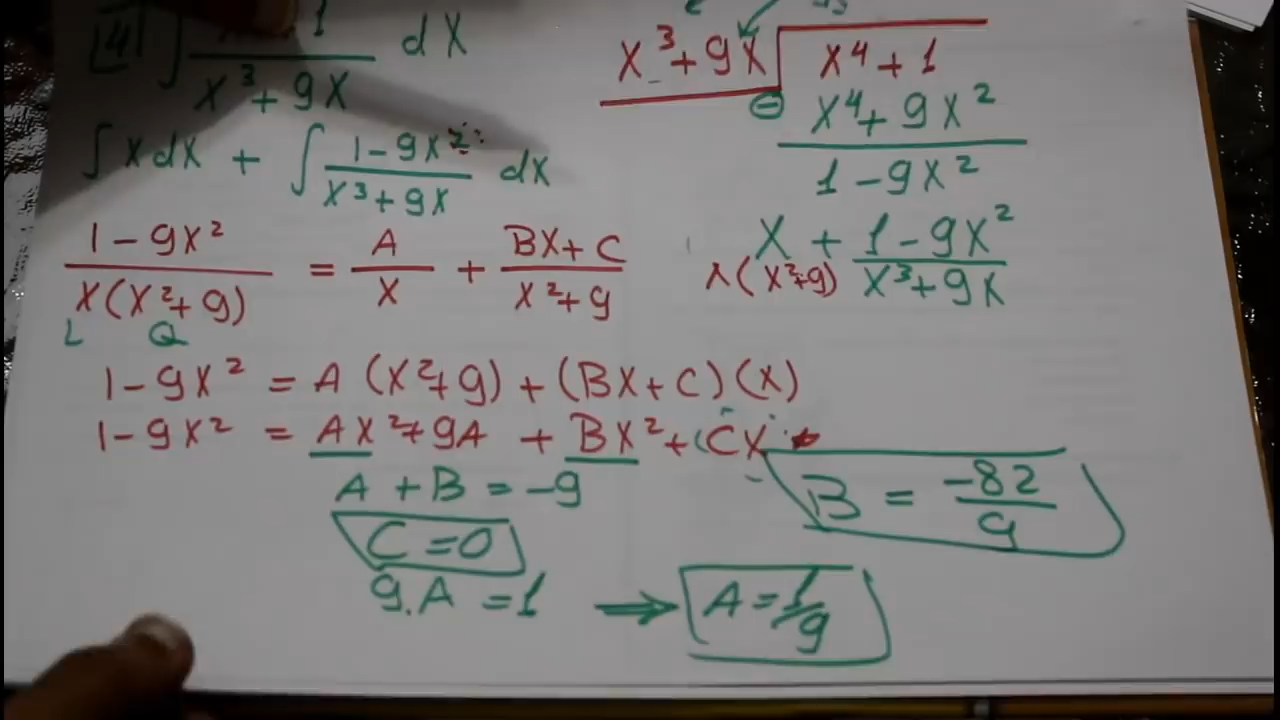 14 ∫ 1 / x³ + 9x dx
x³ + 9x | x⁴ + 1
⊖ x⁴ + 9x²
1 - 9x²
x + 1 - 9x² / x³ + 9x
x(x²+9)
∫ x dx + ∫ 1 - 9x² / x³ + 9x dx
1 - 9x² / x(x²+9) = A / x + Bx + C / x² + 9
L Q
1 - 9x² = A (x²+9) + (Bx + C)(x)
1 - 9x² = Ax² + 9A + Bx² + Cx
A + B = -9
C = 0
9.A = 1 ⟹ A = 1/9
B = -82 / 9